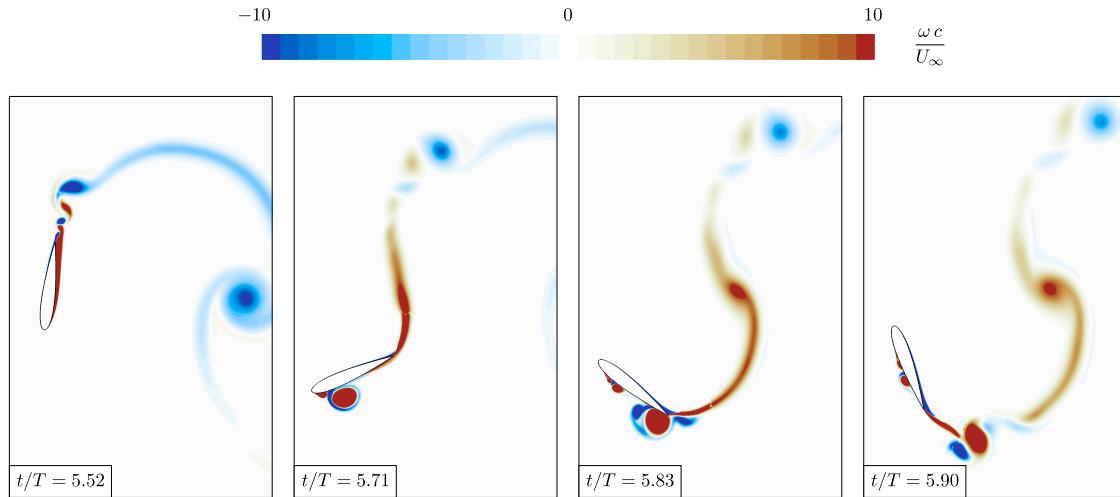 −10 0 10
ω c
U∞
t/T = 5.52 t/T = 5.71 t/T = 5.83 t/T = 5.90